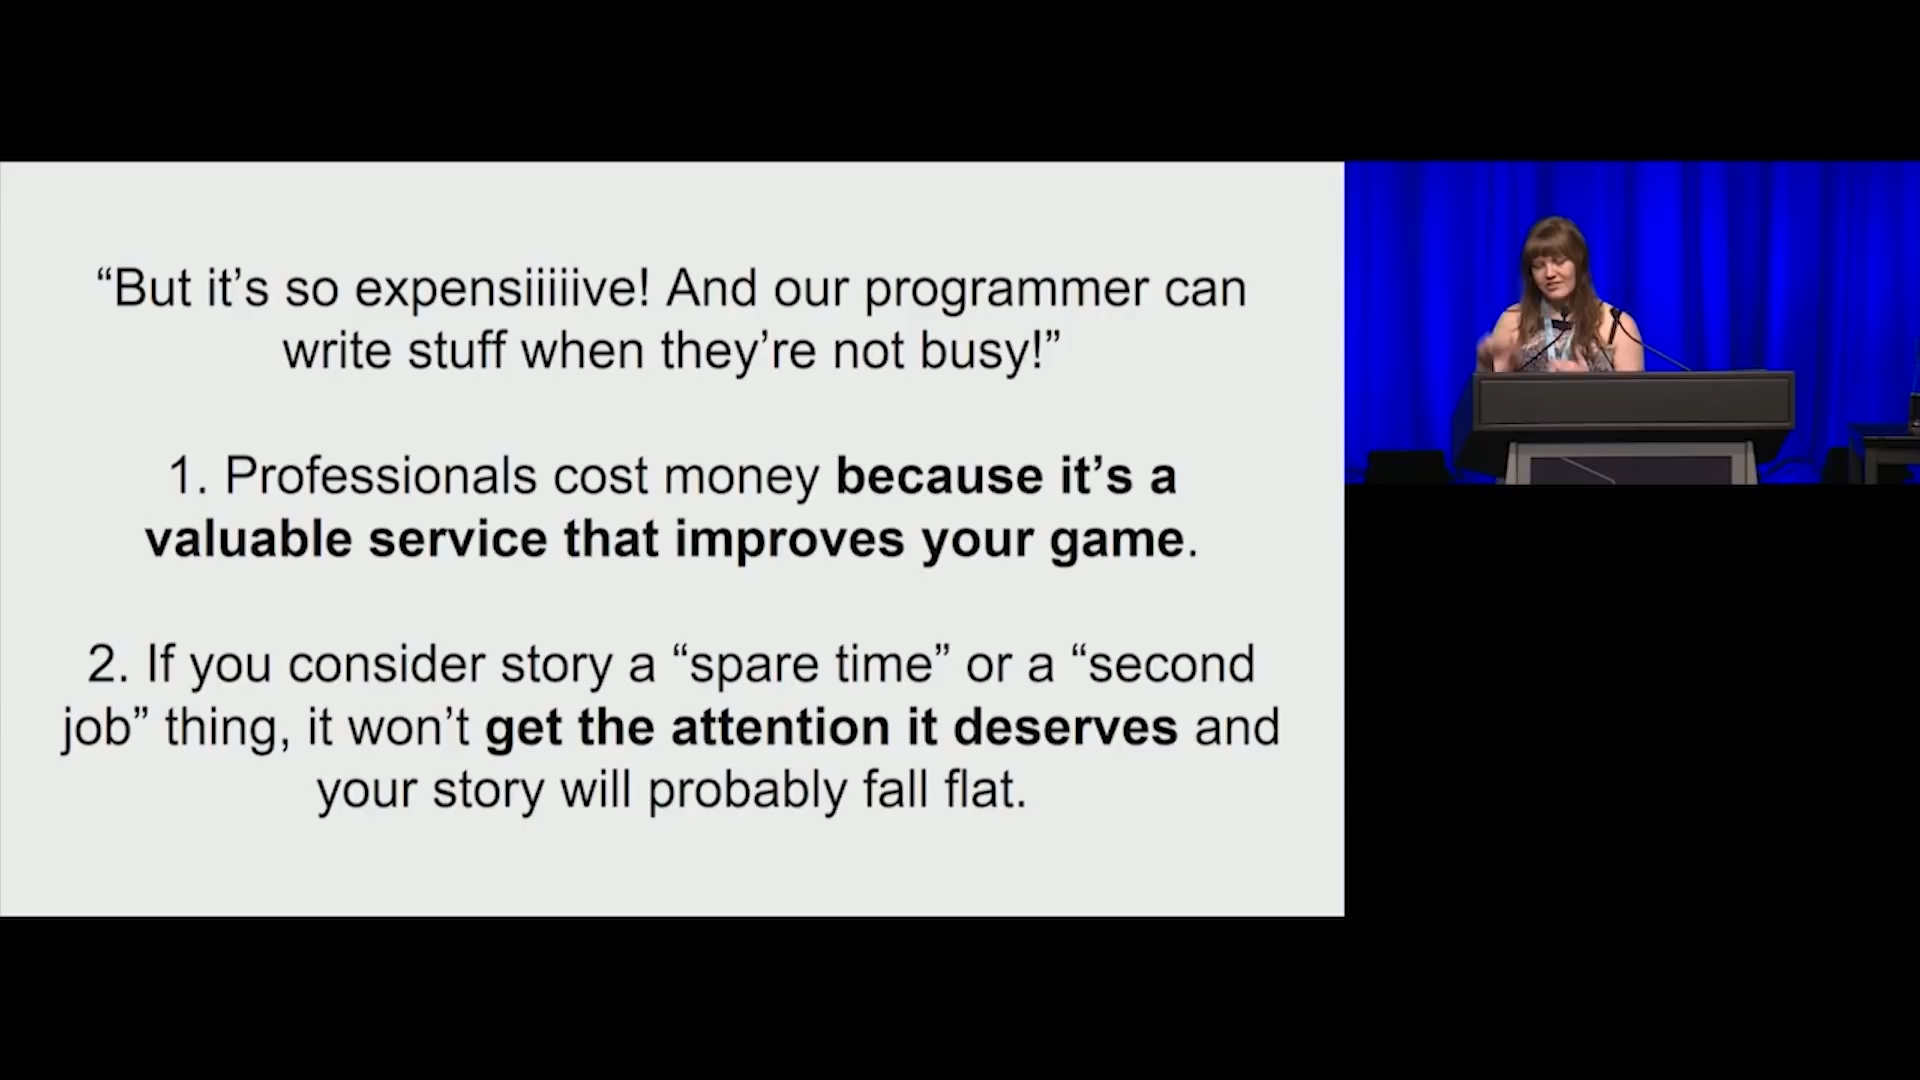 “But it’s so expensiiiiive! And our programmer can
write stuff when they’re not busy!”
1. Professionals cost money because it’s a
valuable service that improves your game.
2. If you consider story a “spare time” or a “second
job” thing, it won’t get the attention it deserves and
your story will probably fall flat.